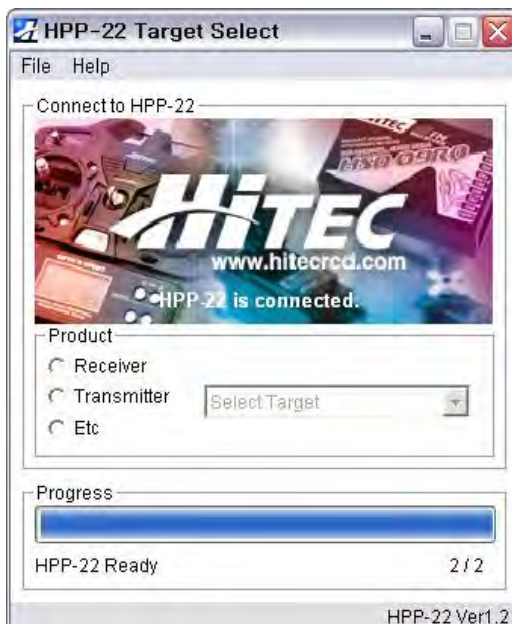 HPP-22 Target Select
File Help
Connect to HPP-22
HITEC
www.hitecrcd.com
HPP-22 is connected.
Product
Receiver
Transmitter
Select Target
Etc
Progress
HPP-22 Ready 2 / 2
HPP-22 Ver1.2